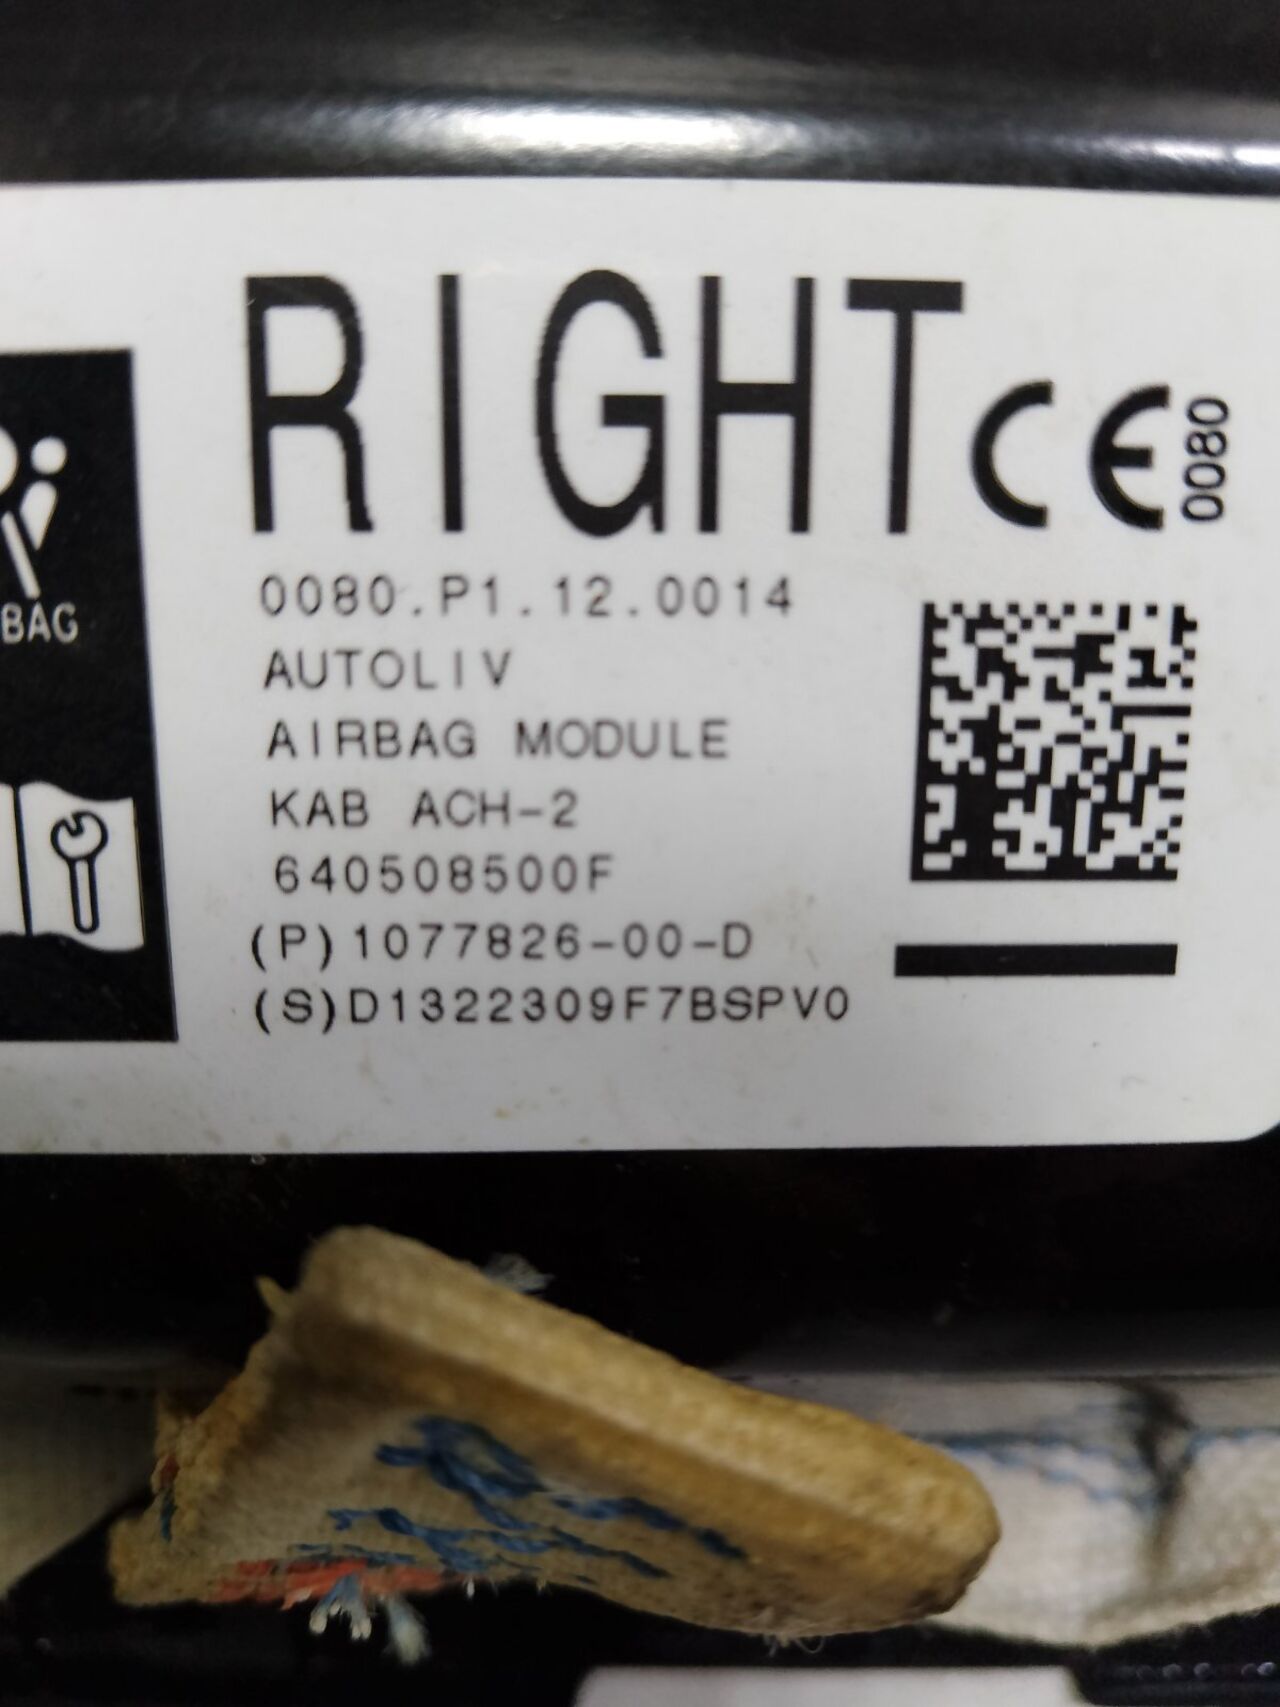 RIGHT CE 0080
0080.P1.12.0014
AUTOLIV
AIRBAG MODULE
KAB ACH-2
640508500F
(P)1077826-00-D
(S)D1322309F7BSPV0
BAG